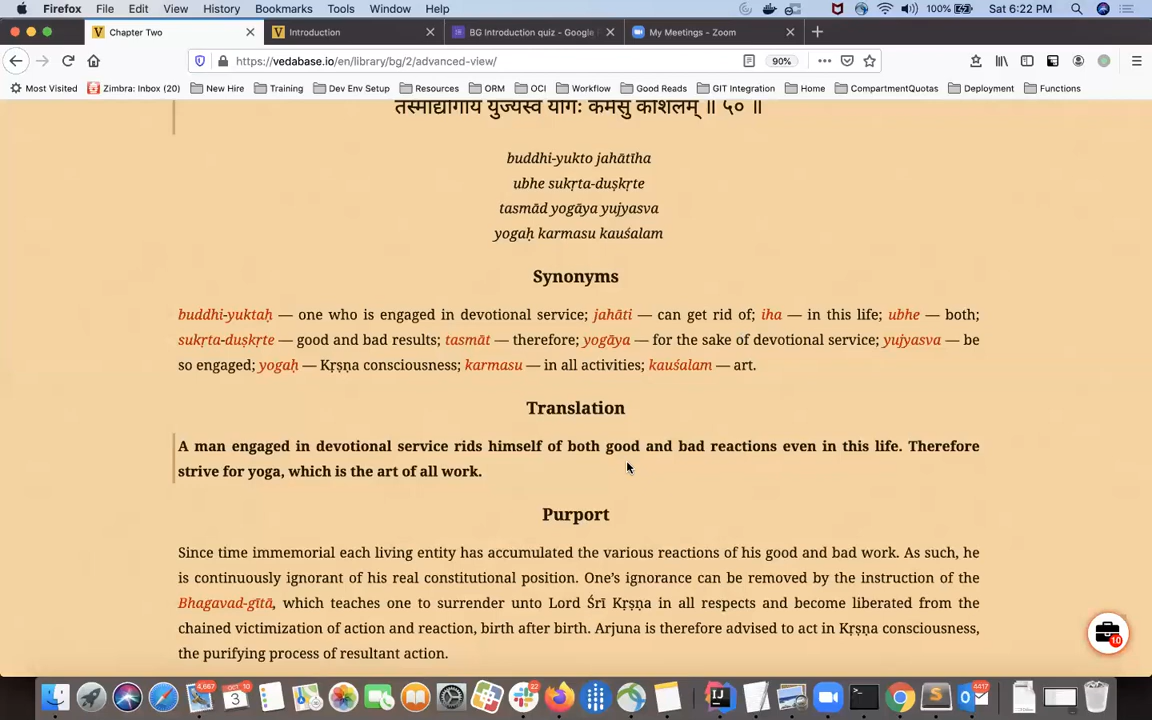 Firefox File Edit View History Bookmarks Tools Window Help 100% Sat 6:22 PM
Chapter Two Introduction BG Introduction quiz - Google My Meetings - Zoom
https://vedabase.io/en/library/bg/2/advanced-view/ 90%
Most Visited Zimbra: Inbox (20) New Hire Training Dev Env Setup Resources ORM OCI Workflow Good Reads GIT Integration Home CompartmentQuotas Deployment Functions
तस्माद्योगाय युज्यस्व योगः कर्मसु कौशलम् ॥ ५० ॥
buddhi-yukto jahātīha
ubhe sukṛta-duṣkṛte
tasmād yogāya yujyasva
yogaḥ karmasu kauśalam
Synonyms
buddhi-yuktaḥ — one who is engaged in devotional service; jahāti — can get rid of; iha — in this life; ubhe — both;
sukṛta-duṣkṛte — good and bad results; tasmāt — therefore; yogāya — for the sake of devotional service; yujyasva — be
so engaged; yogaḥ — Kṛṣṇa consciousness; karmasu — in all activities; kauśalam — art.
Translation
A man engaged in devotional service rids himself of both good and bad reactions even in this life. Therefore
strive for yoga, which is the art of all work.
Purport
Since time immemorial each living entity has accumulated the various reactions of his good and bad work. As such, he
is continuously ignorant of his real constitutional position. One’s ignorance can be removed by the instruction of the
Bhagavad-gītā, which teaches one to surrender unto Lord Śrī Kṛṣṇa in all respects and become liberated from the
chained victimization of action and reaction, birth after birth. Arjuna is therefore advised to act in Kṛṣṇa consciousness,
the purifying process of resultant action.
10
4,667 OCT 10 3 22 4417